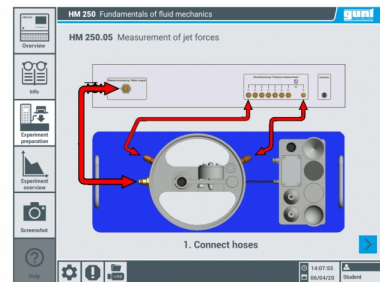 HM 250 Fundamentals of fluid mechanics
gunt
HM 250.05 Measurement of jet forces
Overview
Info
Experiment
preparation
Experiment
overview
Screenshot
Help
1. Connect hoses
USB
14:07:55
06/04/20
Student